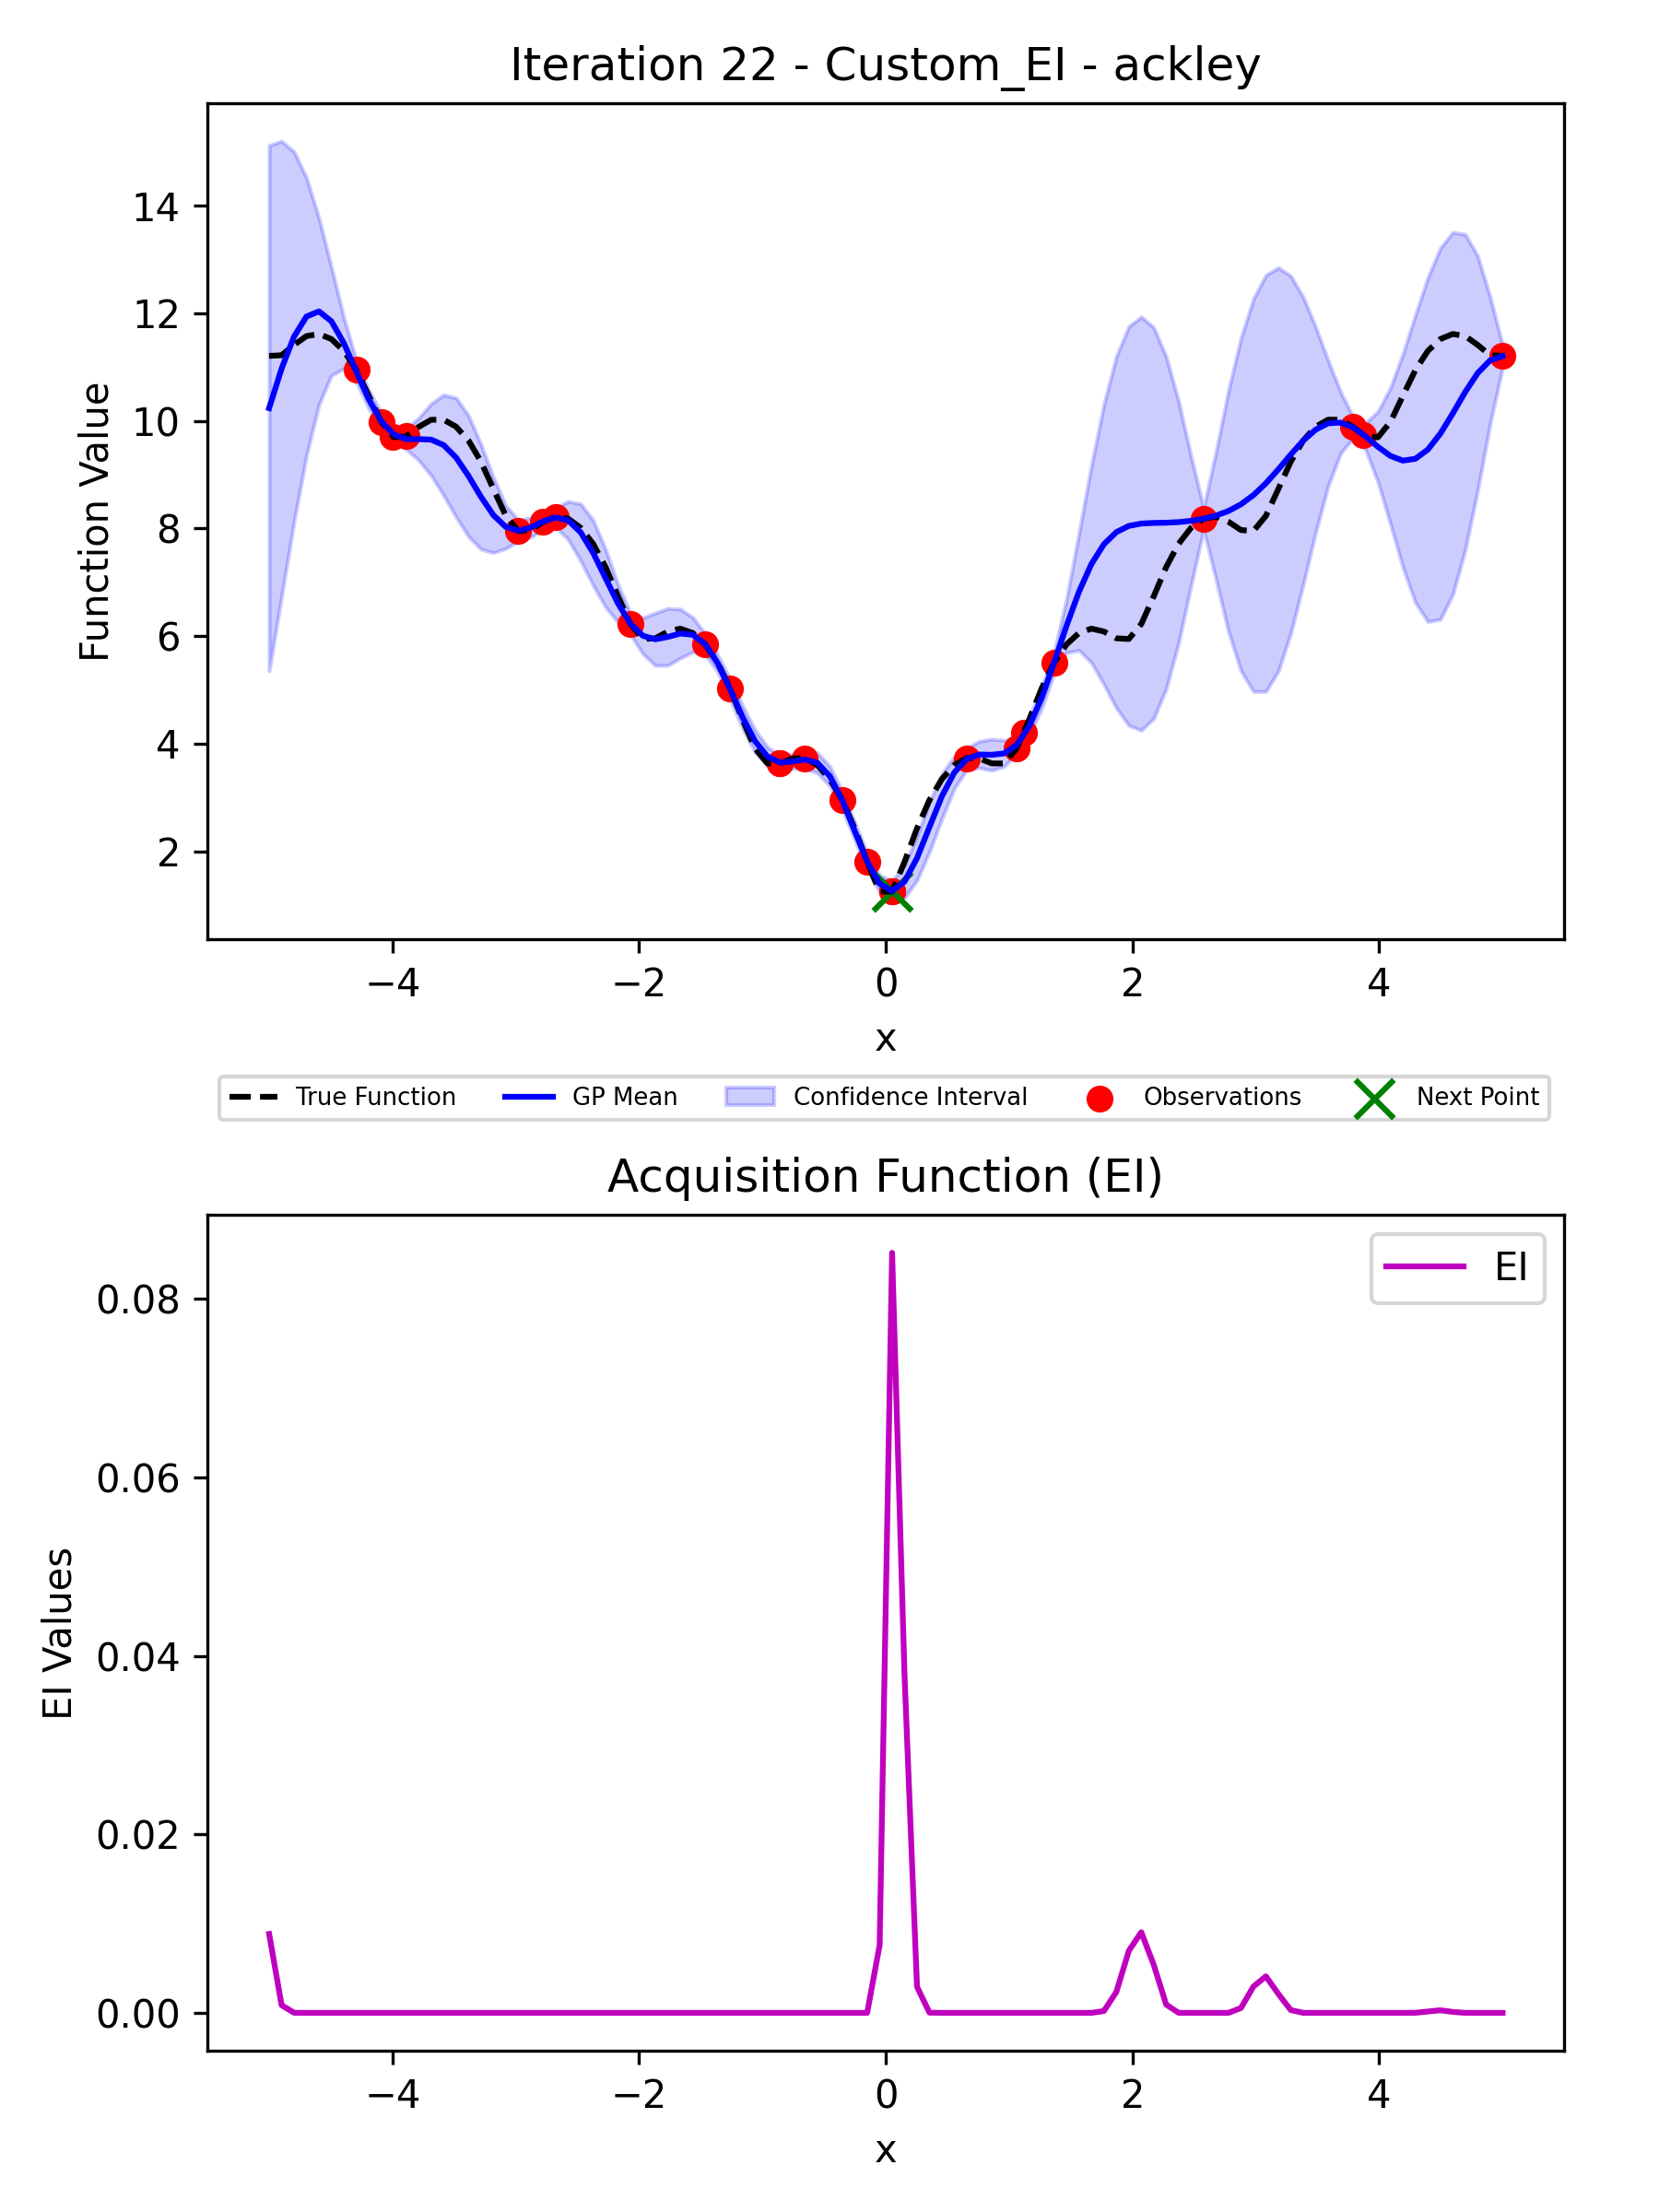 Iteration 22 - Custom_EI - ackley
Function Value
14
12
10
8
6
4
2
−4 −2 0 2 4
x
True Function GP Mean Confidence Interval Observations Next Point
Acquisition Function (EI)
EI
EI Values
0.08
0.06
0.04
0.02
0.00
−4 −2 0 2 4
x